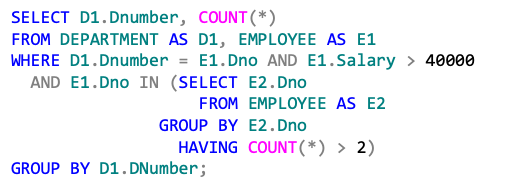 SELECT D1.Dnumber, COUNT(*)
FROM DEPARTMENT AS D1, EMPLOYEE AS E1
WHERE D1.Dnumber = E1.Dno AND E1.Salary > 40000
AND E1.Dno IN (SELECT E2.Dno
FROM EMPLOYEE AS E2
GROUP BY E2.Dno
HAVING COUNT(*) > 2)
GROUP BY D1.DNumber;